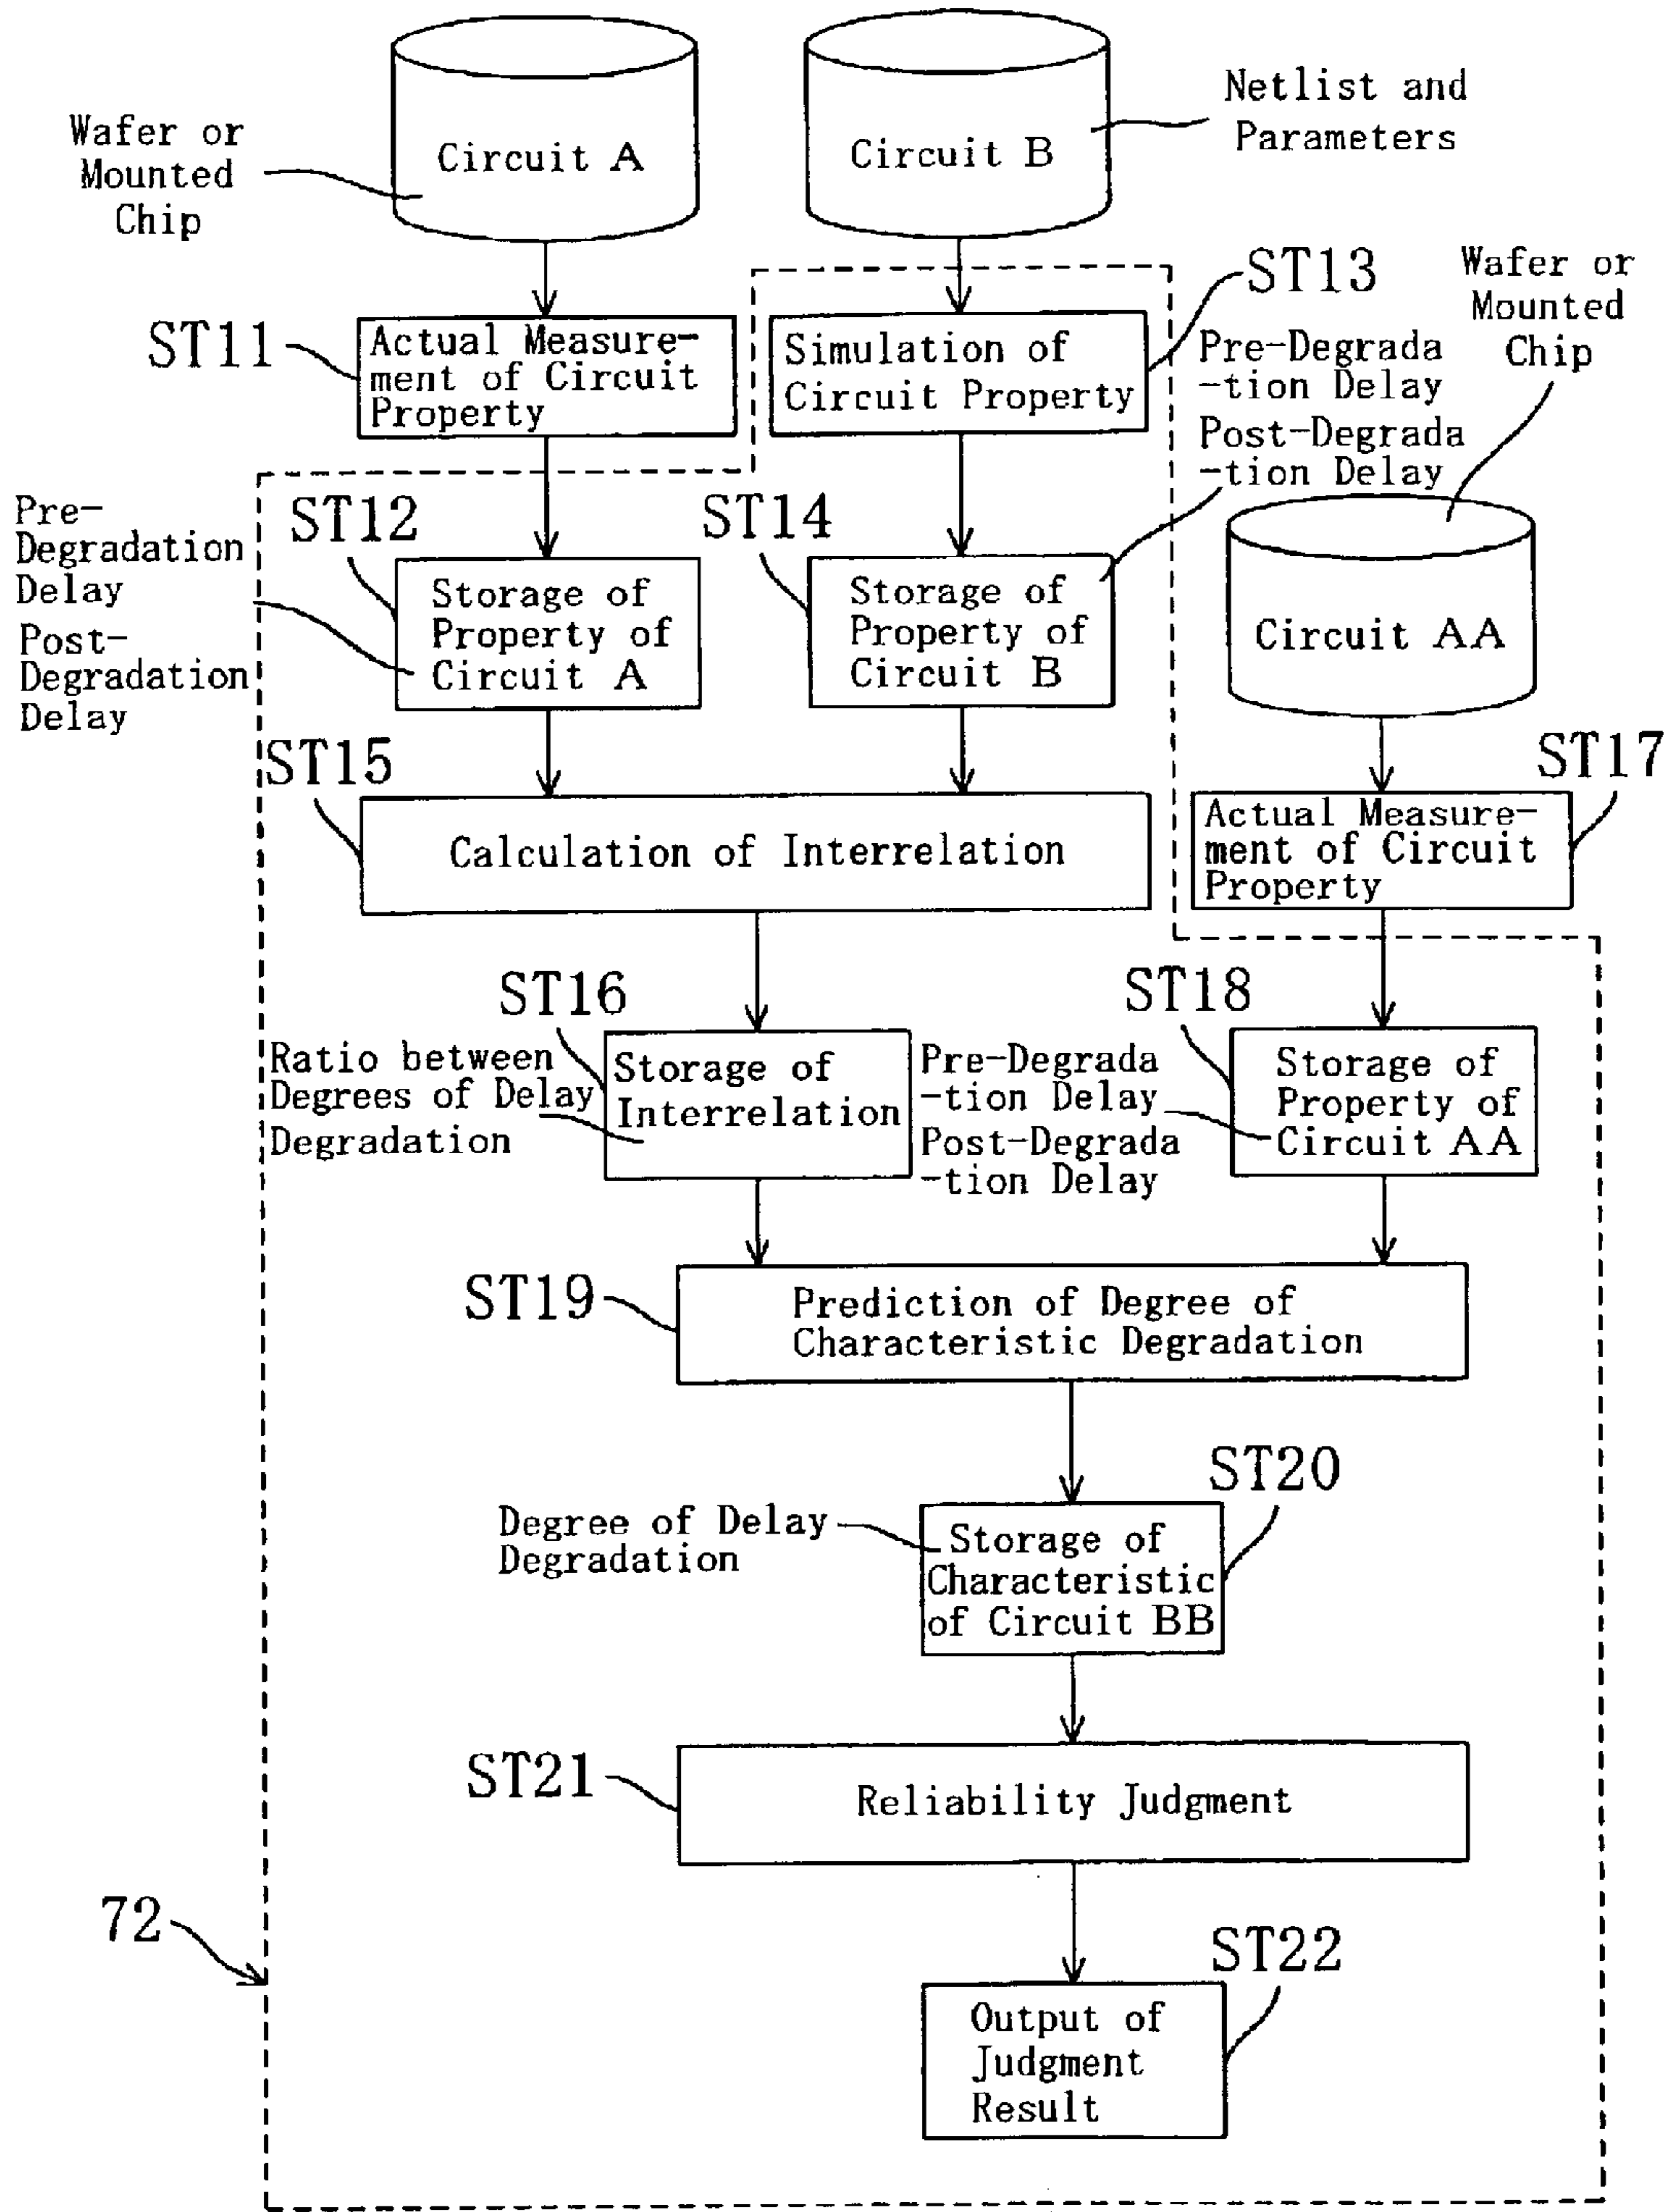 Circuit A
Circuit B
Netlist and
Parameters
Wafer or
Mounted
Chip
ST13
Wafer or
Mounted
Chip
ST11
Actual Measure-
ment of Circuit
Property
Simulation of
Circuit Property
Pre-Degrada
-tion Delay
Post-Degrada
-tion Delay
Pre-
Degradation
Delay
Post-
Degradation
Delay
ST12
Storage of
Property of
Circuit A
ST14
Storage of
Property of
Circuit B
Circuit AA
ST15
Calculation of Interrelation
ST17
Actual Measure-
ment of Circuit
Property
ST16
Ratio between
Degrees of Delay
Degradation
Storage of
Interrelation
ST18
Pre-Degrada
-tion Delay
Post-Degrada
-tion Delay
Storage of
Property of
Circuit AA
ST19
Prediction of Degree of
Characteristic Degradation
ST20
Degree of Delay
Degradation
Storage of
Characteristic
of Circuit BB
ST21
Reliability Judgment
72
ST22
Output of
Judgment
Result